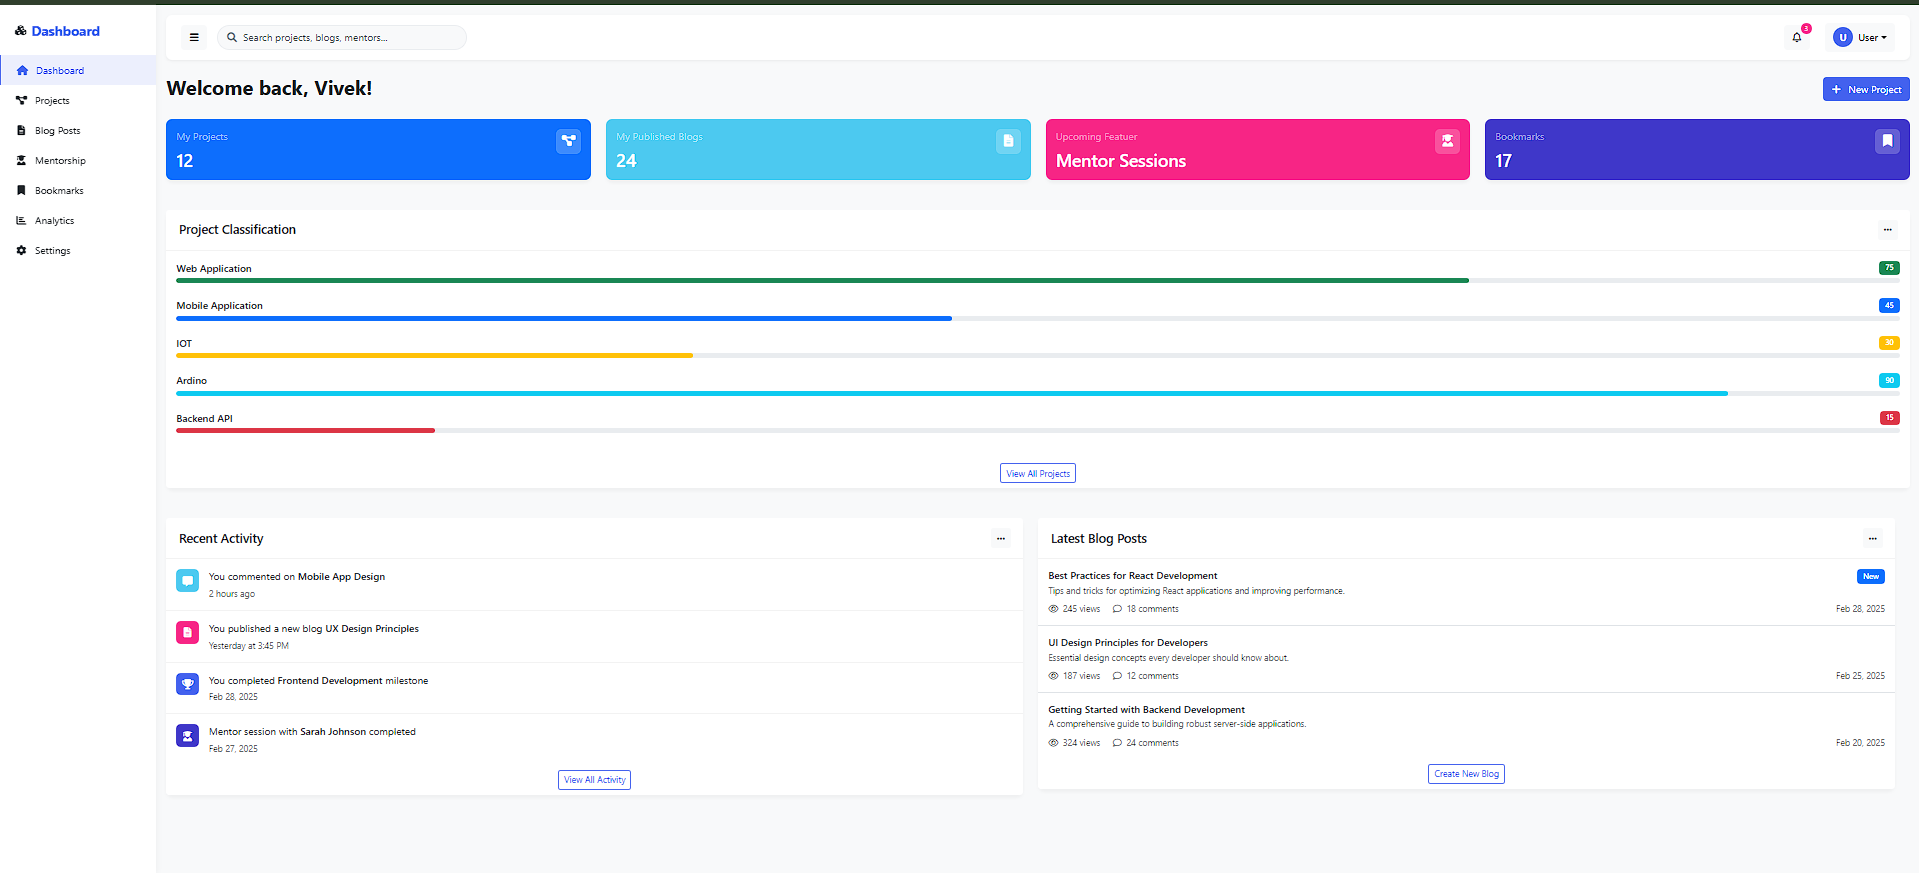 Dashboard
Dashboard
Projects
Blog Posts
Mentorship
Bookmarks
Analytics
Settings
Search projects, blogs, mentors...
3
U User
Welcome back, Vivek!
+ New Project
My Projects
12
My Published Blogs
24
Upcoming Featuer
Mentor Sessions
Bookmarks
17
Project Classification
Web Application 75
Mobile Application 45
IOT 30
Ardino 90
Backend API 15
View All Projects
Recent Activity
You commented on Mobile App Design
2 hours ago
You published a new blog UX Design Principles
Yesterday at 3:45 PM
You completed Frontend Development milestone
Feb 28, 2025
Mentor session with Sarah Johnson completed
Feb 27, 2025
View All Activity
Latest Blog Posts
Best Practices for React Development New
Tips and tricks for optimizing React applications and improving performance.
245 views 18 comments Feb 28, 2025
UI Design Principles for Developers
Essential design concepts every developer should know about.
187 views 12 comments Feb 25, 2025
Getting Started with Backend Development
A comprehensive guide to building robust server-side applications.
324 views 24 comments Feb 20, 2025
Create New Blog